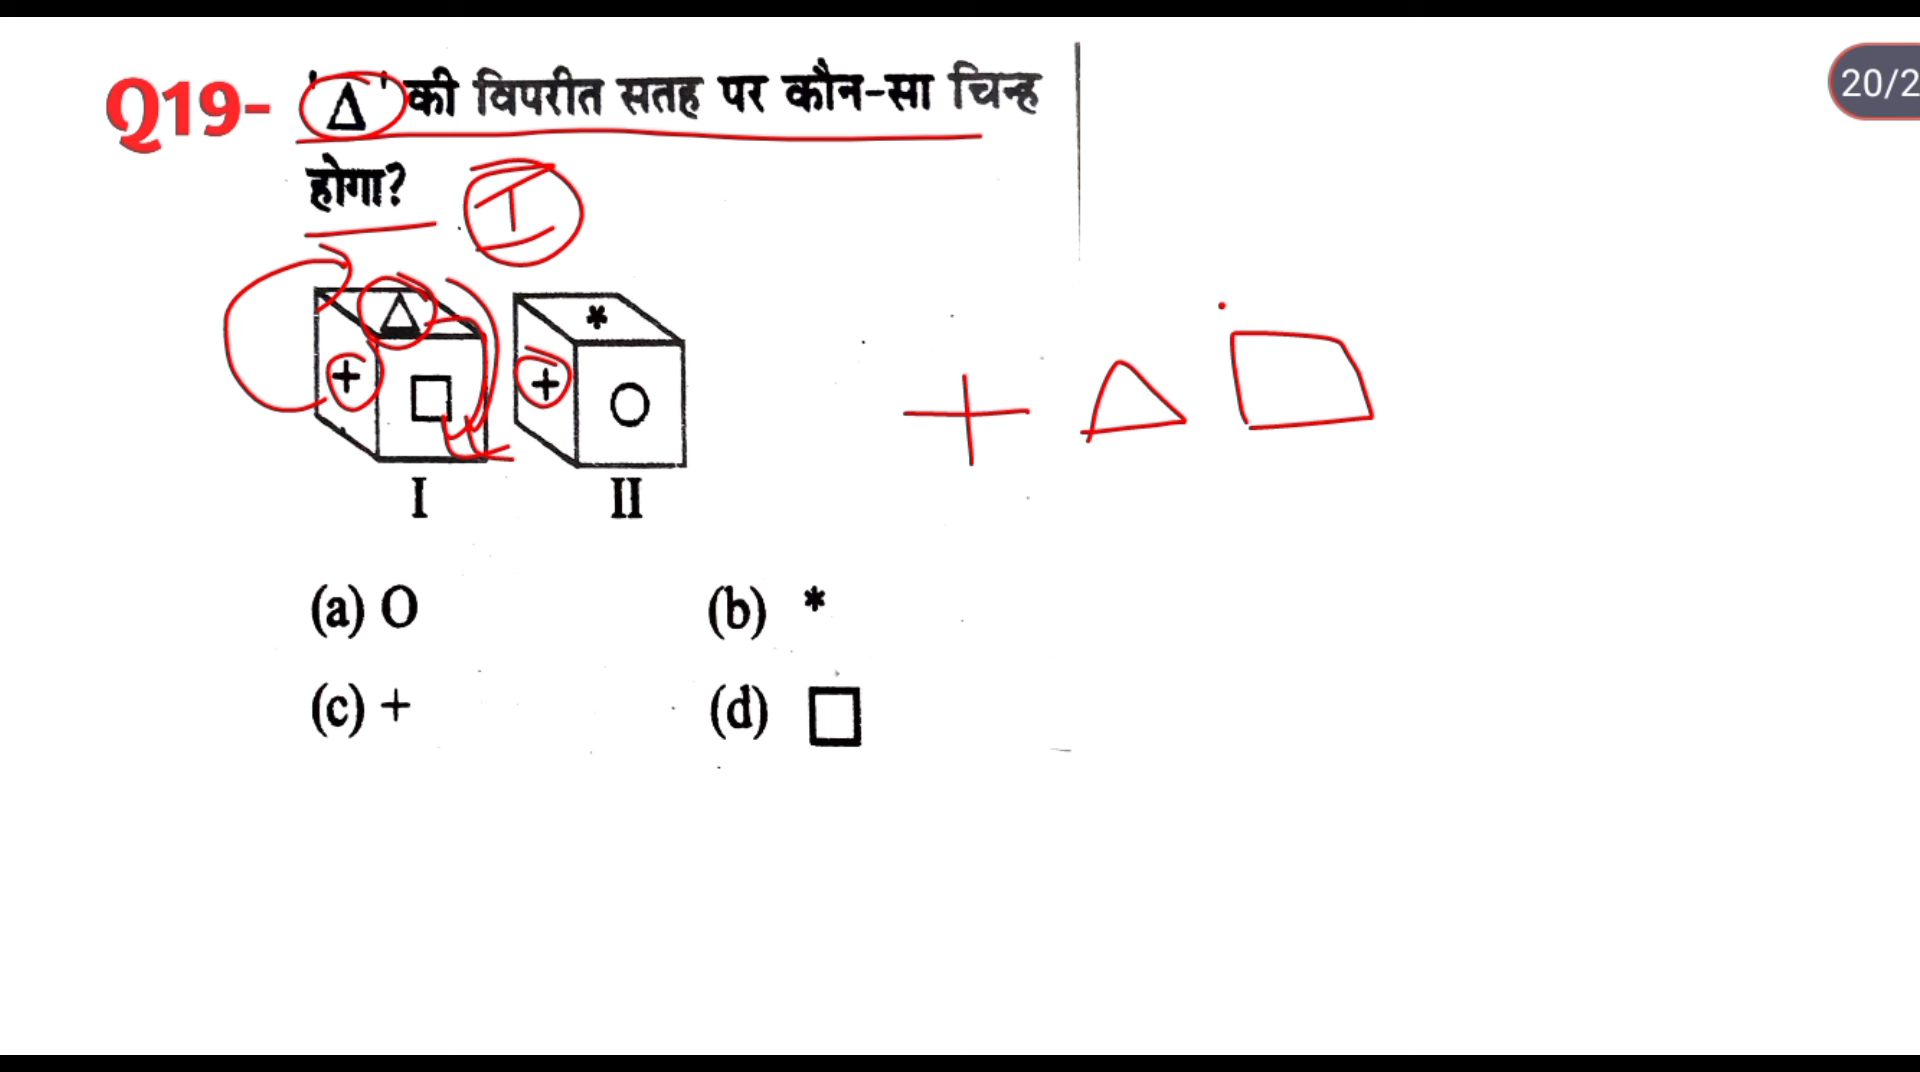 Q19- 'Δ' की विपरीत सतह पर कौन-सा चिन्ह
होगा? I
Δ + □
* + O
I II
+ Δ □
(a) O (b) *
(c) + (d) □
20/2